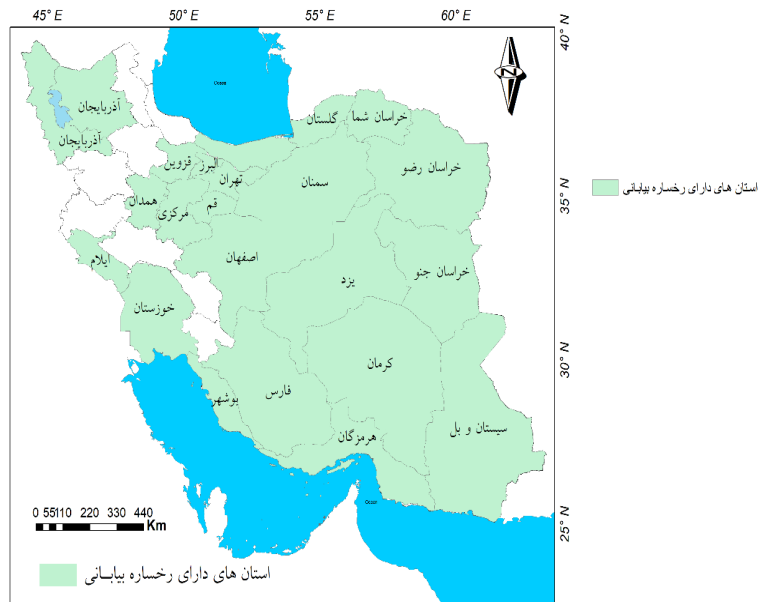 45° E 50° E 55° E 60° E
40° N
35° N
30° N
25° N
N
Ocean
آذربایجان
آذربایجان
گلستان
خراسان شما
خراسان رضو
قزوین
البرز
تهران
سمنان
همدان
مرکزی
قم
ایلام
اصفهان
یزد
خراسان جنو
خوزستان
کرمان
فارس
بوشهر
هرمزگان
سیستان و بل
Ocean
0 55110 220 330 440
Km
استان های دارای رخساره بیابانی
استان های دارای رخساره بیابانی